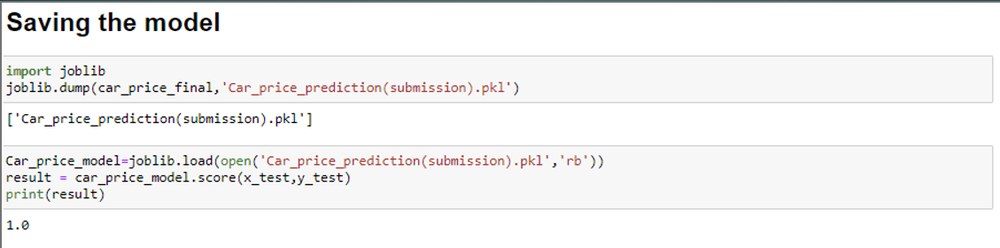 Saving the model
import joblib
joblib.dump(car_price_final,'Car_price_prediction(submission).pkl')
['Car_price_prediction(submission).pkl']
Car_price_model=joblib.load(open('Car_price_prediction(submission).pkl','rb'))
result = car_price_model.score(x_test,y_test)
print(result)
1.0